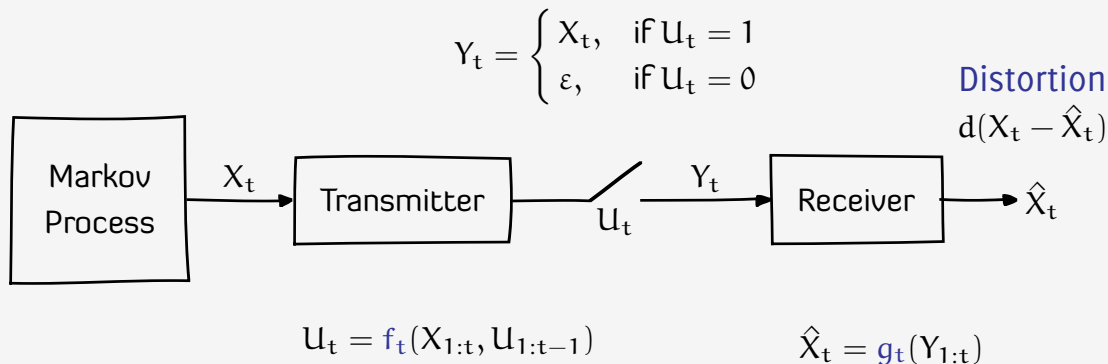 Y_t = { X_t, if U_t = 1
ε, if U_t = 0
Distortion
d(X_t − X̂_t)
Markov
Process
X_t
Transmitter
U_t
Y_t
Receiver
X̂_t
U_t = f_t(X_{1:t}, U_{1:t−1})
X̂_t = g_t(Y_{1:t})